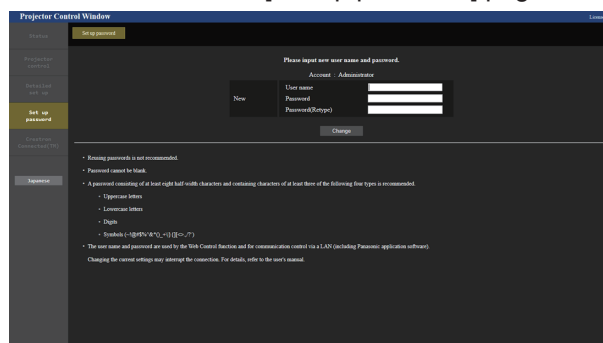 Projector Control Window
Status
Set up password
Projector
control
Please input new user name and password.
Account : Administrator
Detailed
set up
User name
New
Password
Password(Retype)
Set up
password
Change
Crestron
Connected(TM)
Japanese
• Reusing passwords is not recommended.
• Password cannot be blank.
• A password consisting of at least eight half-width characters and containing characters of at least three of the following four types is recommended.
• Uppercase letters
• Lowercase letters
• Digits
• The user name and password are used by the Web Control function and for communication control via a LAN (including Panasonic application software).
Changing the current settings may interrupt the connection. For details, refer to the user's manual.